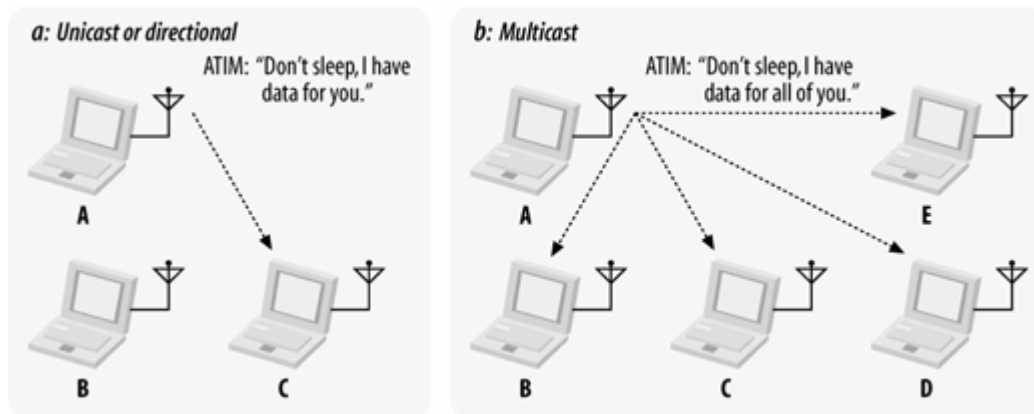 a: Unicast or directional
ATIM: “Don’t sleep, I have
data for you.”
A
B
C
b: Multicast
ATIM: “Don’t sleep, I have
data for all of you.”
A
E
B
C
D